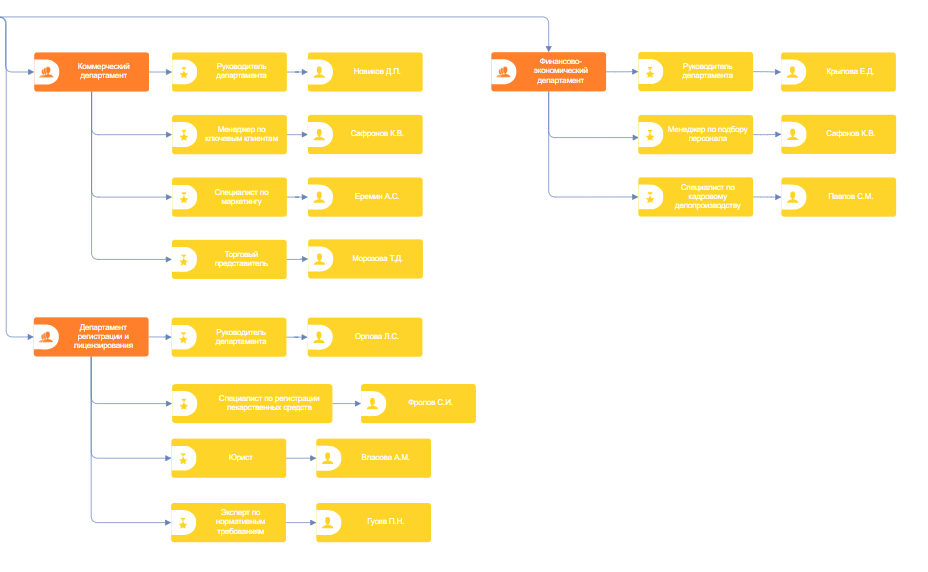 Коммерческий
департамент
Руководитель
департамента
Новиков Д.П.
Менеджер по
ключевым клиентам
Сафронов К.В.
Специалист по
маркетингу
Еремин А.С.
Торговый
представитель
Морозова Т.Д.
Финансово-
экономический
департамент
Руководитель
департамента
Крылова Е.Д.
Менеджер по подбору
персонала
Сафонов К.В.
Специалист по
кадровому
делопроизводству
Павлов С.М.
Департамент
регистрации и
лицензирования
Руководитель
департамента
Орлова Л.С.
Специалист по регистрации
лекарственных средств
Фролов С.И.
Юрист
Власова А.М.
Эксперт по
нормативным
требованиям
Гусев П.Н.